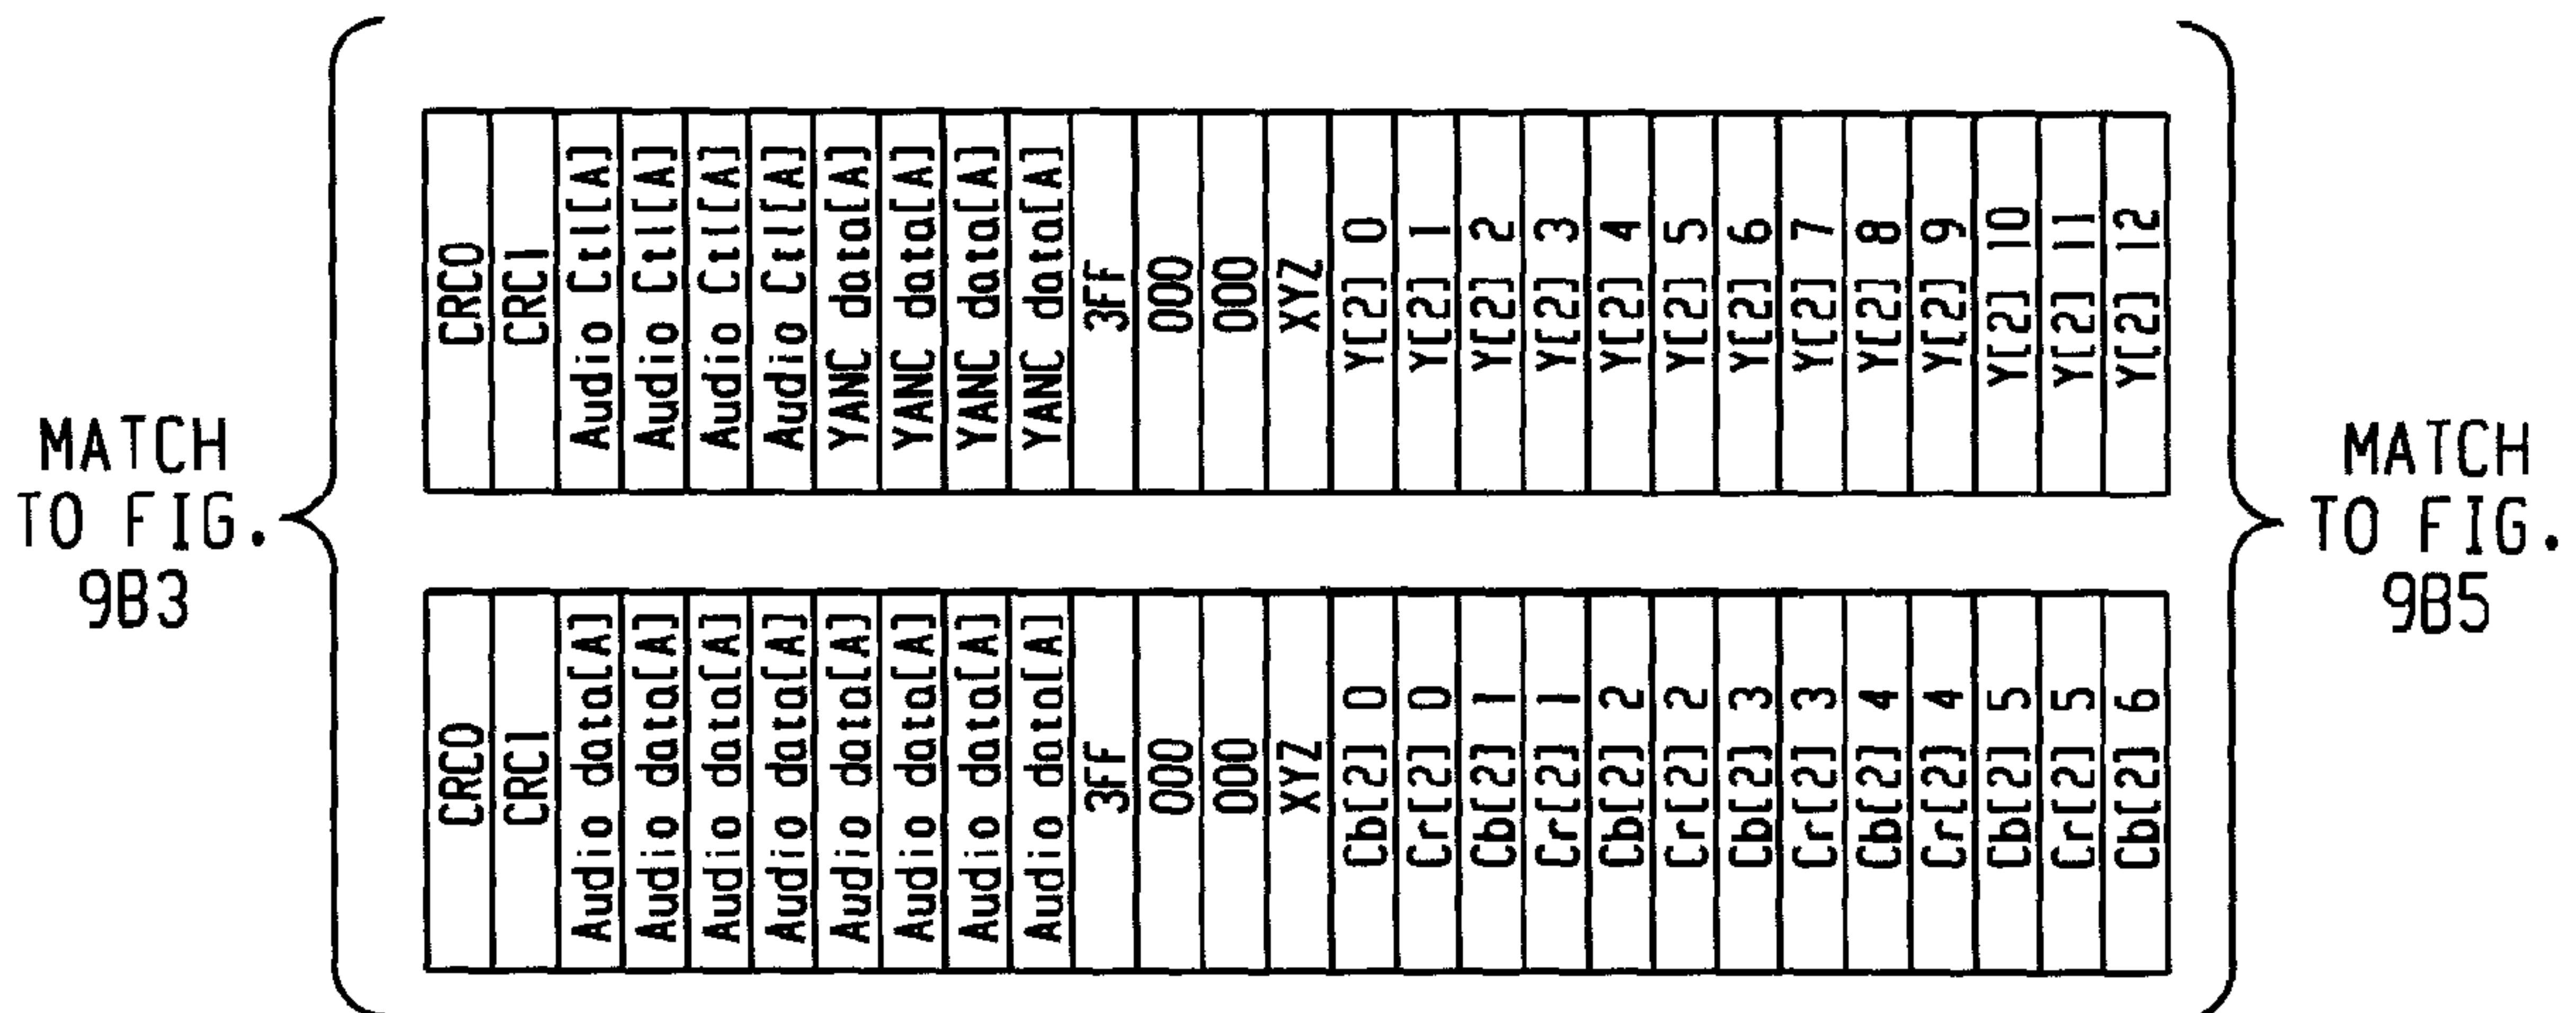 MATCH
TO FIG.
9B3
CRC0
CRC1
Audio Ctl[A]
Audio Ctl[A]
Audio Ctl[A]
Audio Ctl[A]
YANC data[A]
YANC data[A]
YANC data[A]
YANC data[A]
3FF
000
000
XYZ
Y[2] 0
Y[2] 1
Y[2] 2
Y[2] 3
Y[2] 4
Y[2] 5
Y[2] 6
Y[2] 7
Y[2] 8
Y[2] 9
Y[2] 10
Y[2] 11
Y[2] 12
CRC0
CRC1
Audio data[A]
Audio data[A]
Audio data[A]
Audio data[A]
Audio data[A]
Audio data[A]
Audio data[A]
Audio data[A]
3FF
000
000
XYZ
Cb[2] 0
Cr[2] 0
Cb[2] 1
Cr[2] 1
Cb[2] 2
Cr[2] 2
Cb[2] 3
Cr[2] 3
Cb[2] 4
Cr[2] 4
Cb[2] 5
Cr[2] 5
Cb[2] 6
MATCH
TO FIG.
9B5